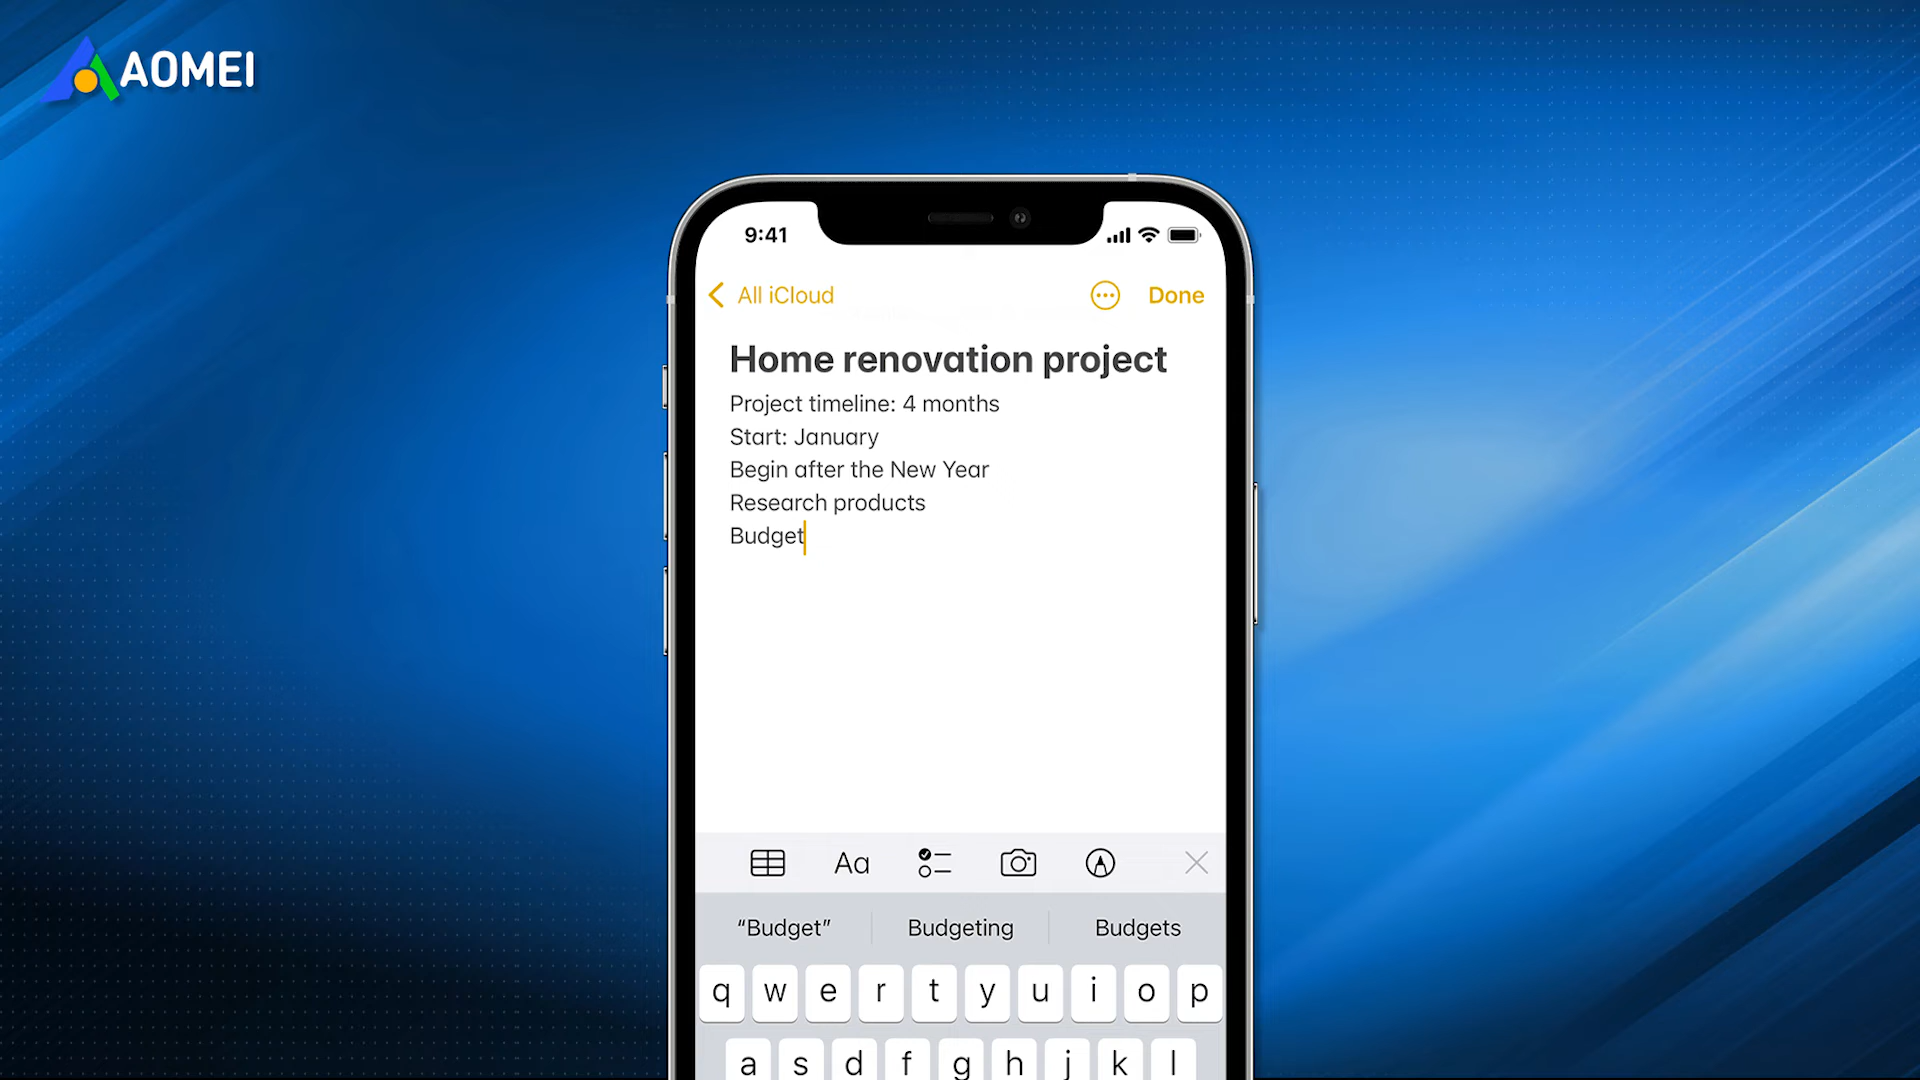 AOMEI
9:41
All iCloud
Done
Home renovation project
Project timeline: 4 months
Start: January
Begin after the New Year
Research products
Budget
Aa
“Budget”
Budgeting
Budgets
q w e r t y u i o p
a s d f g h j k l